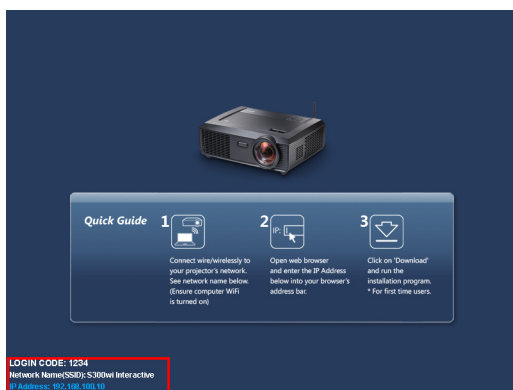 Quick Guide
1
Connect wire/wirelessly to
your projector's network.
See network name below.
(Ensure computer WiFi
is turned on)
2
IP:
Open web browser
and enter the IP Address
below into your browser's
address bar.
3
Click on 'Download'
and run the
installation program.
* For first time users.
LOGIN CODE: 1234
Network Name(SSID): S300wi Interactive
IP Address: 192.168.100.10